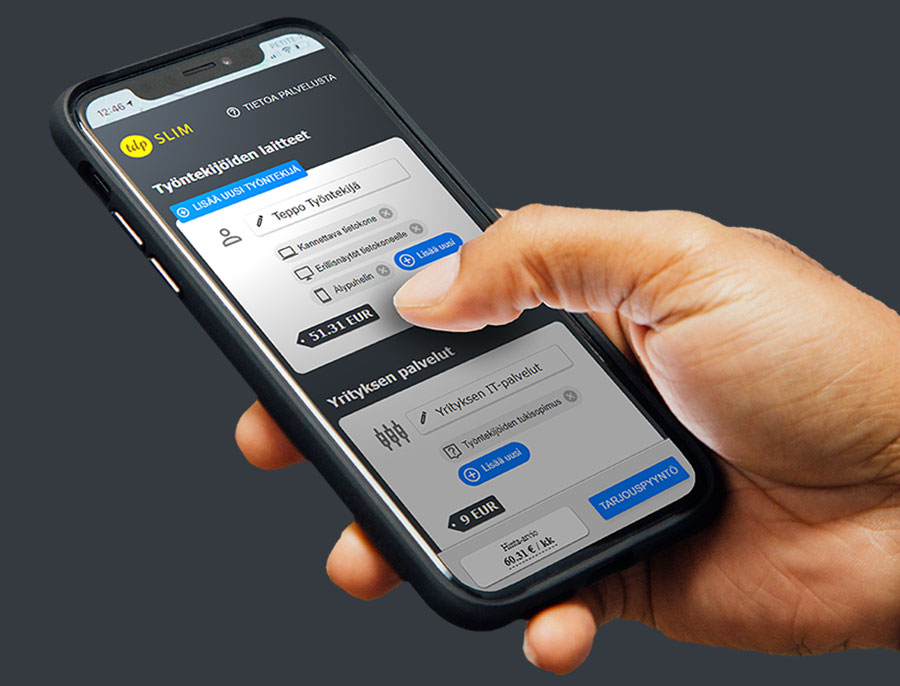 12:46
tdp SLIM
TIETOA PALVELUSTA
Työntekijöiden laitteet
LISÄÄ UUSI TYÖNTEKIJÄ
Teppo Työntekijä
Kannettava tietokone
Erillisnäytöt tietokoneelle
Älypuhelin
Lisää uusi
51.31 EUR
Yrityksen palvelut
Yrityksen IT-palvelut
Työntekijöiden tukisopimus
Lisää uusi
9 EUR
Hinta-arvio
60.31 € / kk
TARJOUSPYYNTÖ